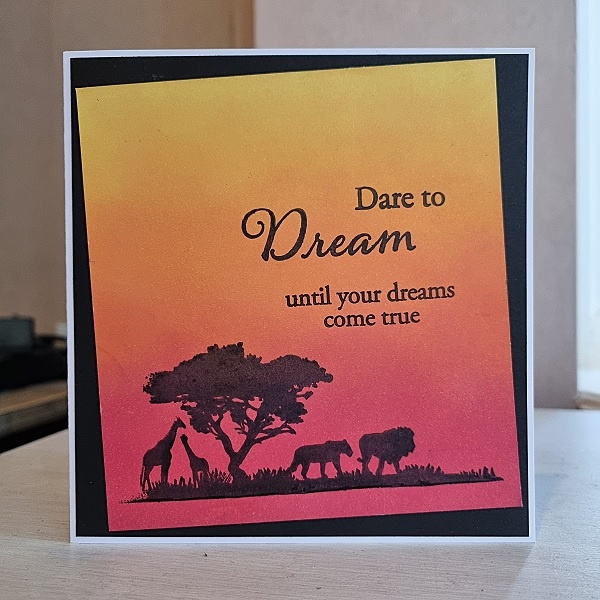 Dare to
Dream
until your dreams
come true